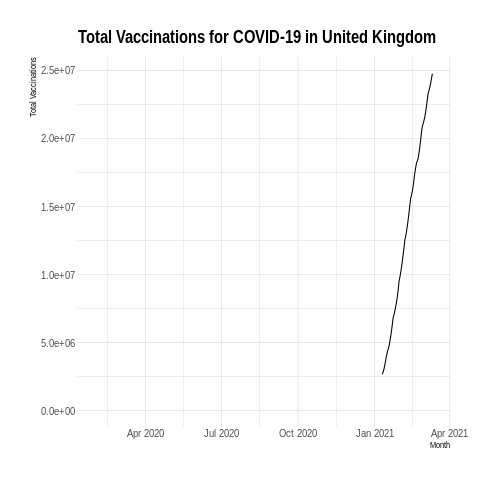 Total Vaccinations for COVID-19 in United Kingdom
Total Vaccinations
2.5e+07
2.0e+07
1.5e+07
1.0e+07
5.0e+06
0.0e+00
Apr 2020 Jul 2020 Oct 2020 Jan 2021 Apr 2021
Month